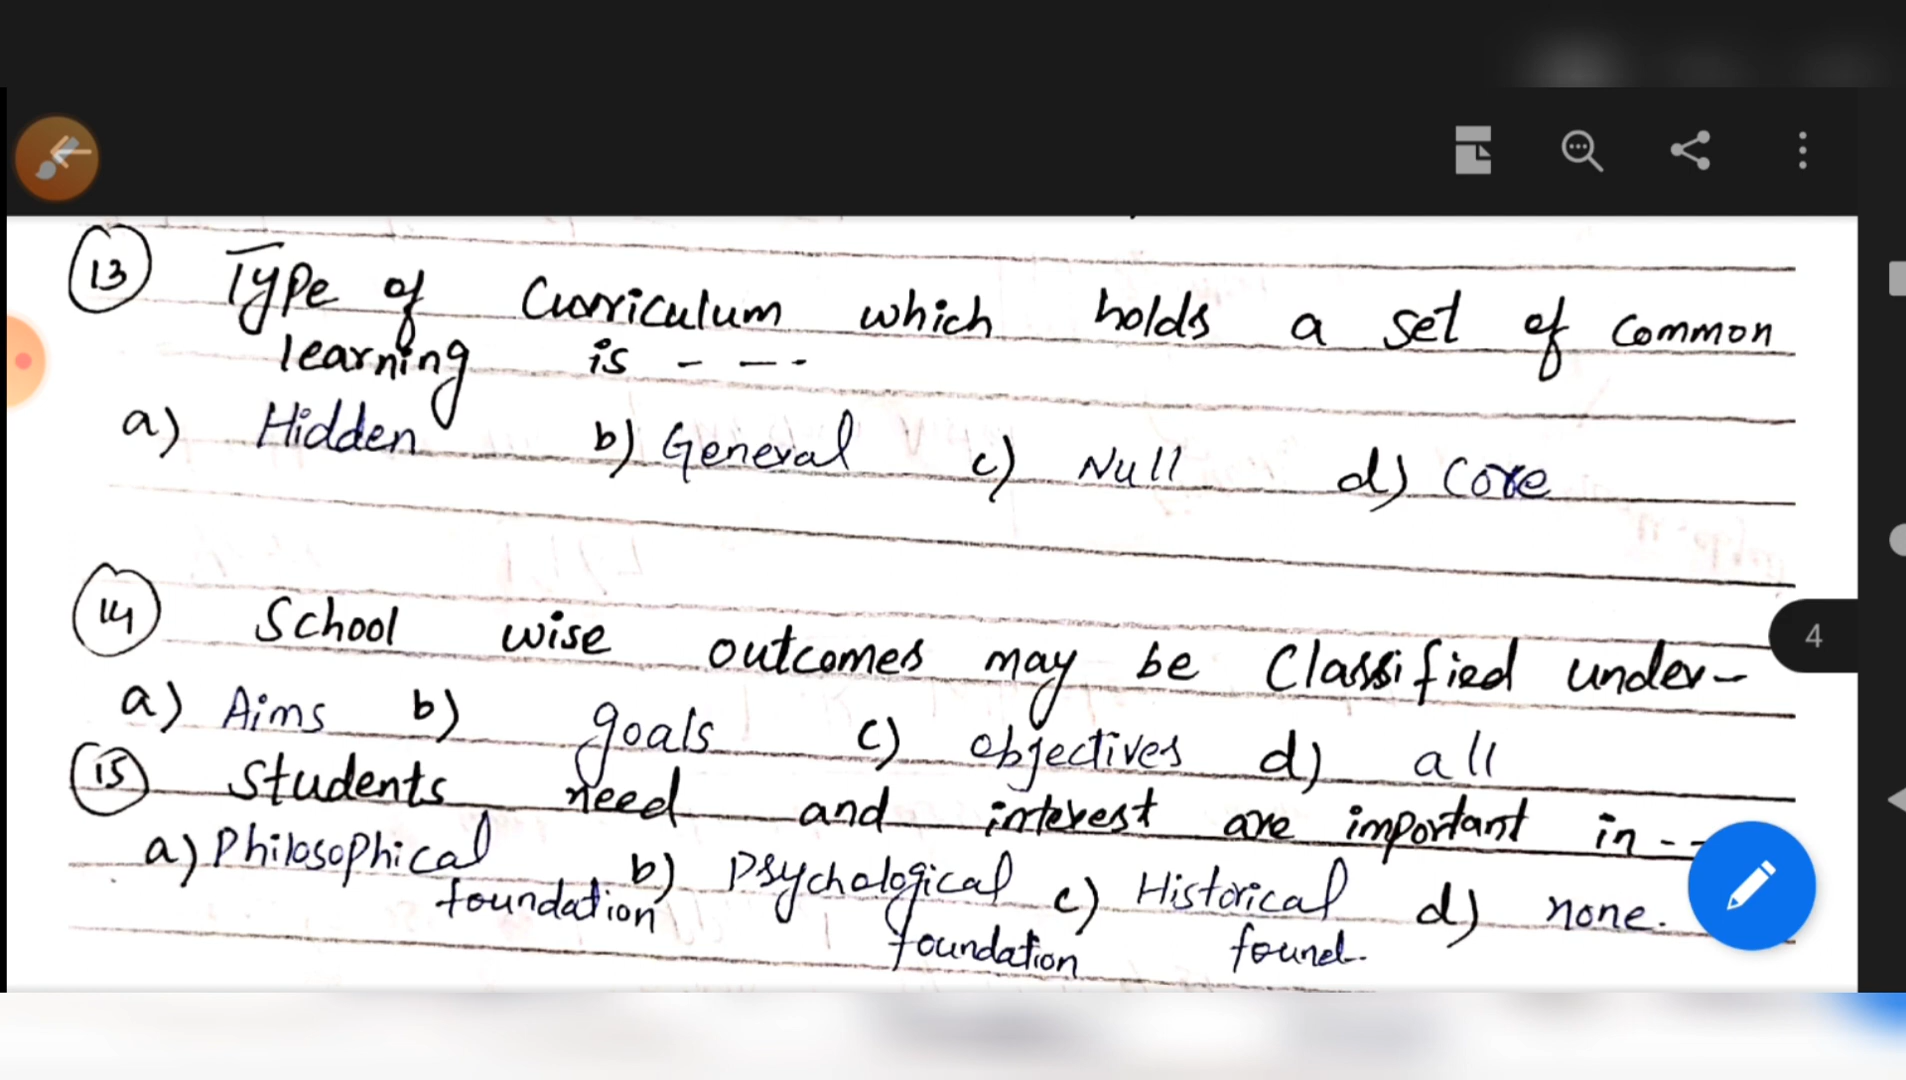 13 Type of Curriculum which holds a set of common
learning is - - -
a) Hidden b) General c) Null d) Core
14 School wise outcomes may be Classified under-
a) Aims b) goals c) objectives d) all
15 Students need and interest are important in --
a) Philosophical foundation b) Psychological foundation c) Historical found. d) none.
4